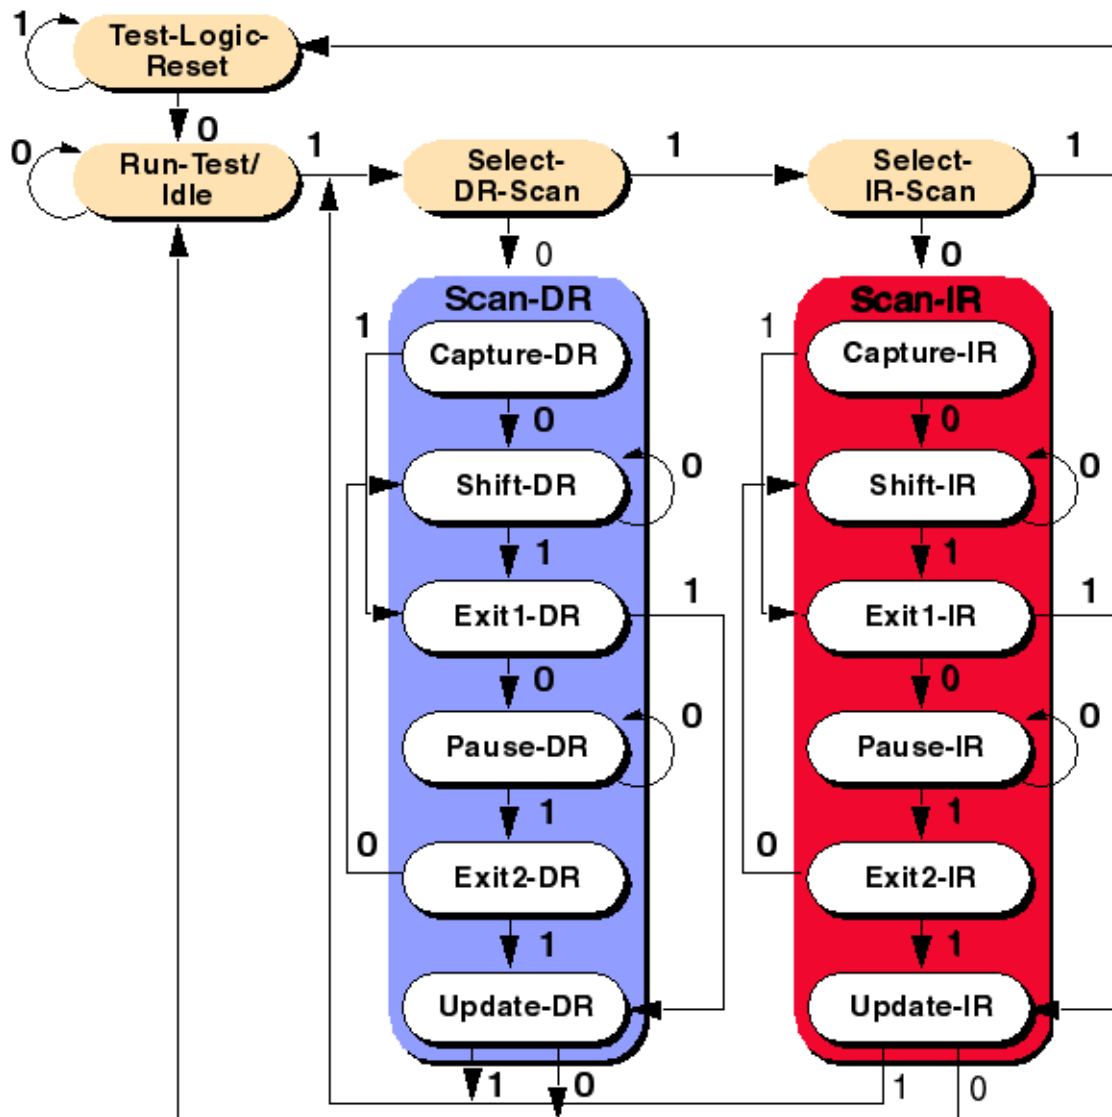 1
Test-Logic-
Reset
0
0
Run-Test/
Idle
1
Select-
DR-Scan
1
Select-
IR-Scan
1
0
0
Scan-DR
Scan-IR
1
Capture-DR
1
Capture-IR
0
0
Shift-DR
0
Shift-IR
0
1
1
Exit1-DR
1
Exit1-IR
1
0
0
Pause-DR
0
Pause-IR
0
1
1
0
Exit2-DR
0
Exit2-IR
1
1
Update-DR
Update-IR
1
0
1
0